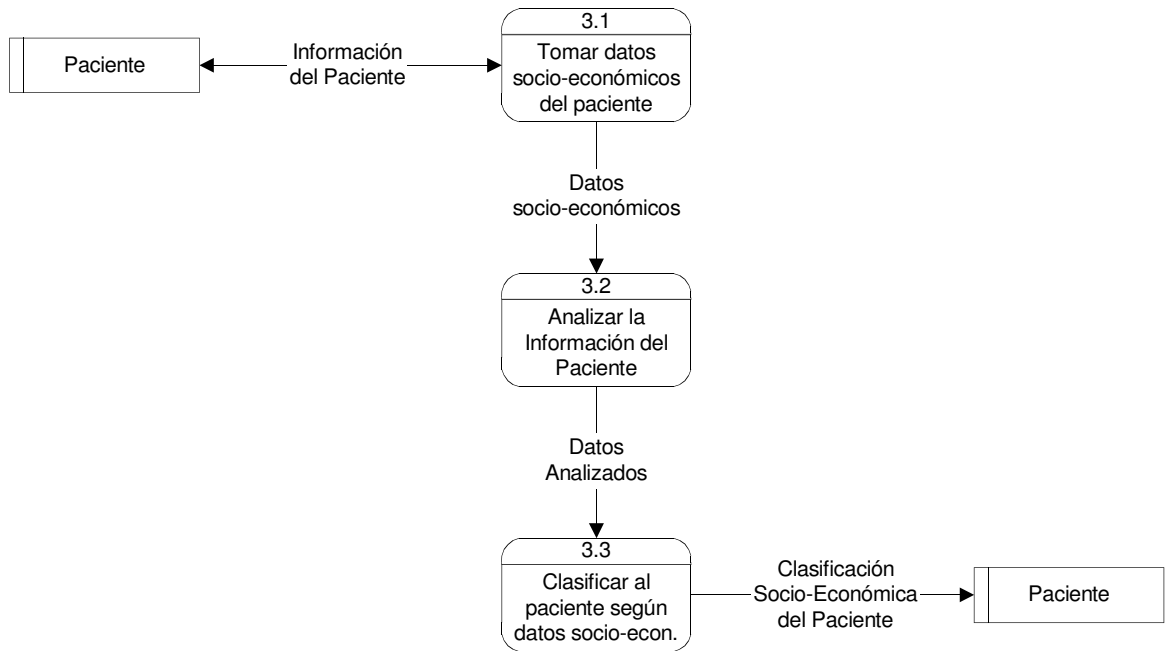 Paciente
Información
del Paciente
3.1
Tomar datos
socio-económicos
del paciente
Datos
socio-económicos
3.2
Analizar la
Información del
Paciente
Datos
Analizados
3.3
Clasificar al
paciente según
datos socio-econ.
Clasificación
Socio-Económica
del Paciente
Paciente